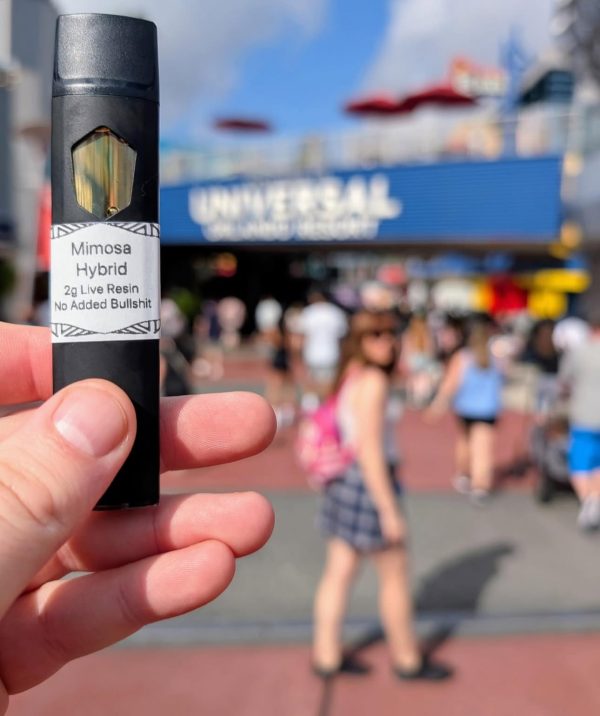 Mimosa
Hybrid
2g Live Resin
No Added Bullshit
UNIVERSAL
ORLANDO RESORT